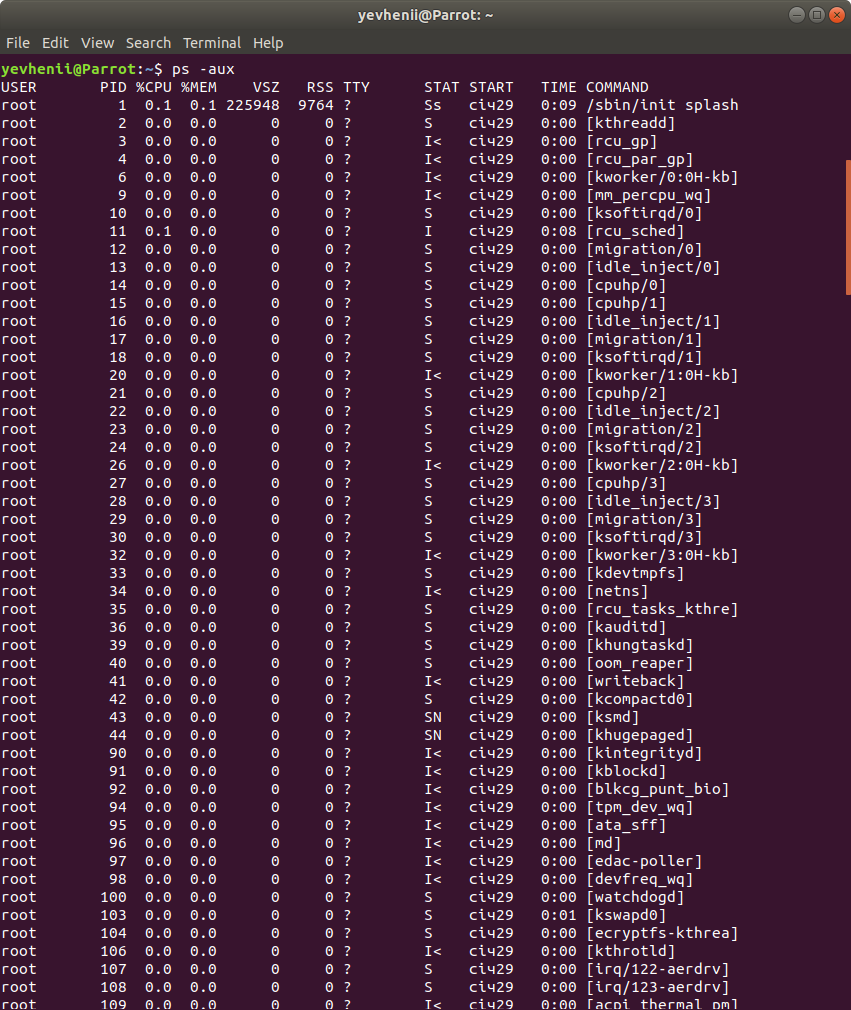 yevhenii@Parrot: ~
File Edit View Search Terminal Help
yevhenii@Parrot:~$ ps -aux
USER PID %CPU %MEM VSZ RSS TTY STAT START TIME COMMAND
root 1 0.1 0.1 225948 9764 ? Ss січ29 0:09 /sbin/init splash
root 2 0.0 0.0 0 0 ? S січ29 0:00 [kthreadd]
root 3 0.0 0.0 0 0 ? I< січ29 0:00 [rcu_gp]
root 4 0.0 0.0 0 0 ? I< січ29 0:00 [rcu_par_gp]
root 6 0.0 0.0 0 0 ? I< січ29 0:00 [kworker/0:0H-kb]
root 9 0.0 0.0 0 0 ? I< січ29 0:00 [mm_percpu_wq]
root 10 0.0 0.0 0 0 ? S січ29 0:00 [ksoftirqd/0]
root 11 0.1 0.0 0 0 ? I січ29 0:08 [rcu_sched]
root 12 0.0 0.0 0 0 ? S січ29 0:00 [migration/0]
root 13 0.0 0.0 0 0 ? S січ29 0:00 [idle_inject/0]
root 14 0.0 0.0 0 0 ? S січ29 0:00 [cpuhp/0]
root 15 0.0 0.0 0 0 ? S січ29 0:00 [cpuhp/1]
root 16 0.0 0.0 0 0 ? S січ29 0:00 [idle_inject/1]
root 17 0.0 0.0 0 0 ? S січ29 0:00 [migration/1]
root 18 0.0 0.0 0 0 ? S січ29 0:00 [ksoftirqd/1]
root 20 0.0 0.0 0 0 ? I< січ29 0:00 [kworker/1:0H-kb]
root 21 0.0 0.0 0 0 ? S січ29 0:00 [cpuhp/2]
root 22 0.0 0.0 0 0 ? S січ29 0:00 [idle_inject/2]
root 23 0.0 0.0 0 0 ? S січ29 0:00 [migration/2]
root 24 0.0 0.0 0 0 ? S січ29 0:00 [ksoftirqd/2]
root 26 0.0 0.0 0 0 ? I< січ29 0:00 [kworker/2:0H-kb]
root 27 0.0 0.0 0 0 ? S січ29 0:00 [cpuhp/3]
root 28 0.0 0.0 0 0 ? S січ29 0:00 [idle_inject/3]
root 29 0.0 0.0 0 0 ? S січ29 0:00 [migration/3]
root 30 0.0 0.0 0 0 ? S січ29 0:00 [ksoftirqd/3]
root 32 0.0 0.0 0 0 ? I< січ29 0:00 [kworker/3:0H-kb]
root 33 0.0 0.0 0 0 ? S січ29 0:00 [kdevtmpfs]
root 34 0.0 0.0 0 0 ? I< січ29 0:00 [netns]
root 35 0.0 0.0 0 0 ? S січ29 0:00 [rcu_tasks_kthre]
root 36 0.0 0.0 0 0 ? S січ29 0:00 [kauditd]
root 39 0.0 0.0 0 0 ? S січ29 0:00 [khungtaskd]
root 40 0.0 0.0 0 0 ? S січ29 0:00 [oom_reaper]
root 41 0.0 0.0 0 0 ? I< січ29 0:00 [writeback]
root 42 0.0 0.0 0 0 ? S січ29 0:00 [kcompactd0]
root 43 0.0 0.0 0 0 ? SN січ29 0:00 [ksmd]
root 44 0.0 0.0 0 0 ? SN січ29 0:00 [khugepaged]
root 90 0.0 0.0 0 0 ? I< січ29 0:00 [kintegrityd]
root 91 0.0 0.0 0 0 ? I< січ29 0:00 [kblockd]
root 92 0.0 0.0 0 0 ? I< січ29 0:00 [blkcg_punt_bio]
root 94 0.0 0.0 0 0 ? I< січ29 0:00 [tpm_dev_wq]
root 95 0.0 0.0 0 0 ? I< січ29 0:00 [ata_sff]
root 96 0.0 0.0 0 0 ? I< січ29 0:00 [md]
root 97 0.0 0.0 0 0 ? I< січ29 0:00 [edac-poller]
root 98 0.0 0.0 0 0 ? I< січ29 0:00 [devfreq_wq]
root 100 0.0 0.0 0 0 ? S січ29 0:00 [watchdogd]
root 103 0.0 0.0 0 0 ? S січ29 0:01 [kswapd0]
root 104 0.0 0.0 0 0 ? S січ29 0:00 [ecryptfs-kthrea]
root 106 0.0 0.0 0 0 ? I< січ29 0:00 [kthrotld]
root 107 0.0 0.0 0 0 ? S січ29 0:00 [irq/122-aerdrv]
root 108 0.0 0.0 0 0 ? S січ29 0:00 [irq/123-aerdrv]
root 109 0.0 0.0 0 0 ? I< січ29 0:00 [acpi_thermal_pm]